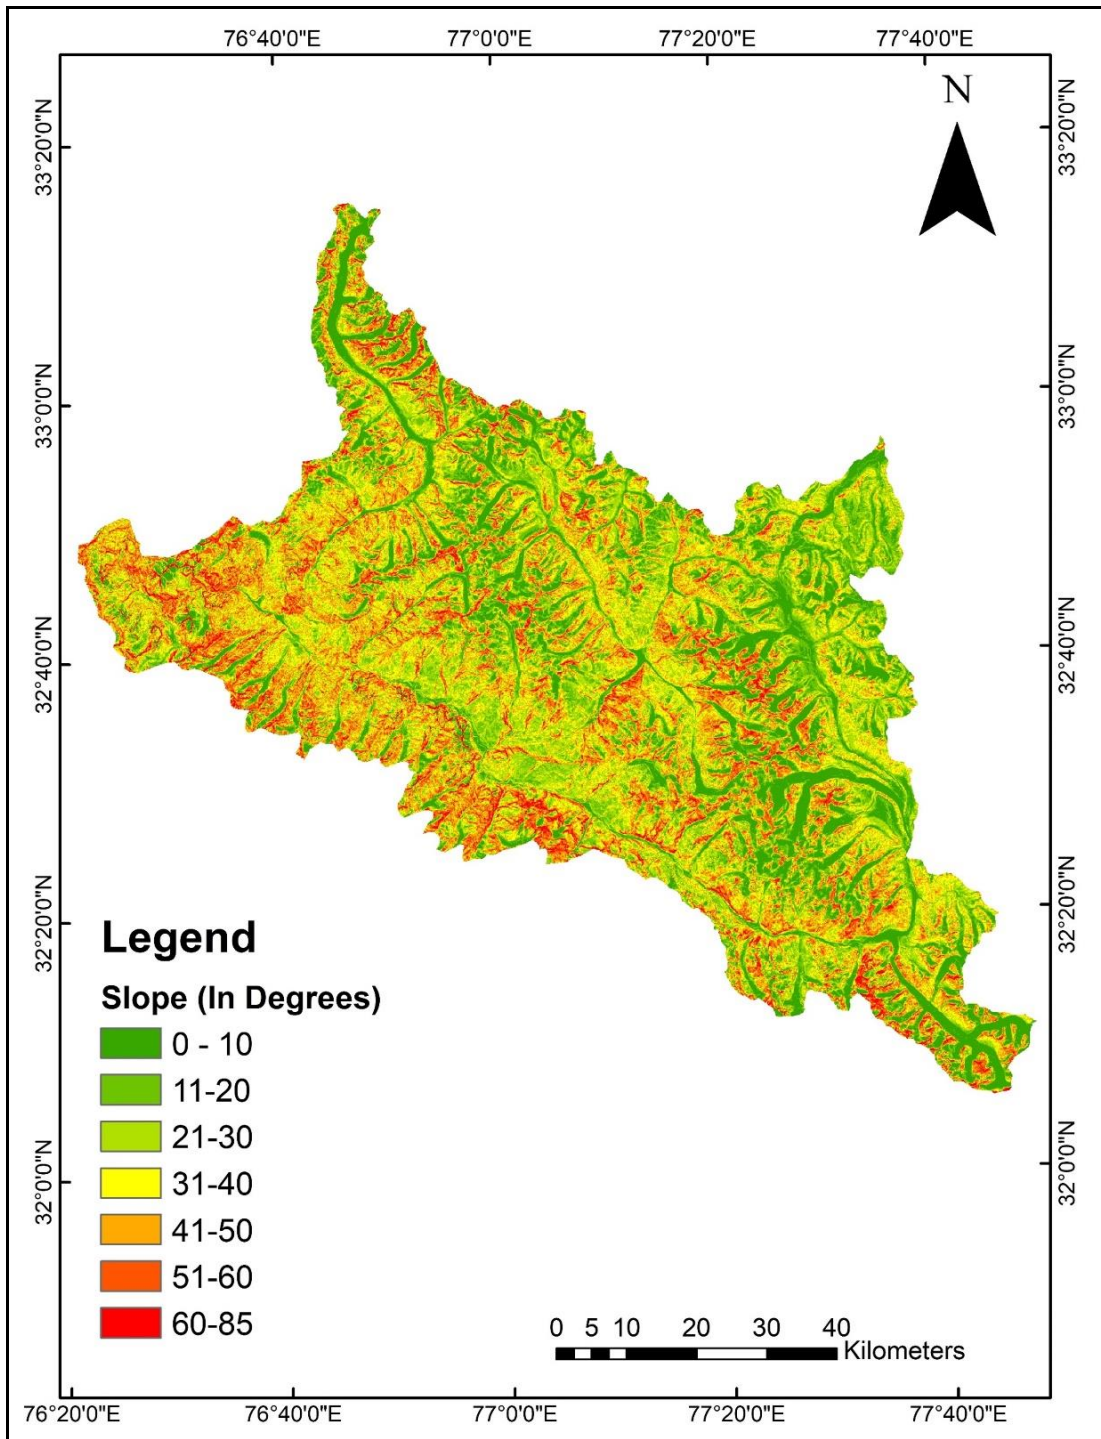 76°40'0"E 77°0'0"E 77°20'0"E 77°40'0"E
N
33°20'0"N 33°20'0"N
33°0'0"N 33°0'0"N
32°40'0"N 32°40'0"N
32°20'0"N 32°20'0"N
Legend
Slope (In Degrees)
0 - 10
11-20
21-30
32°0'0"N 32°0'0"N
31-40
41-50
51-60
60-85
0 5 10 20 30 40
Kilometers
76°20'0"E 76°40'0"E 77°0'0"E 77°20'0"E 77°40'0"E